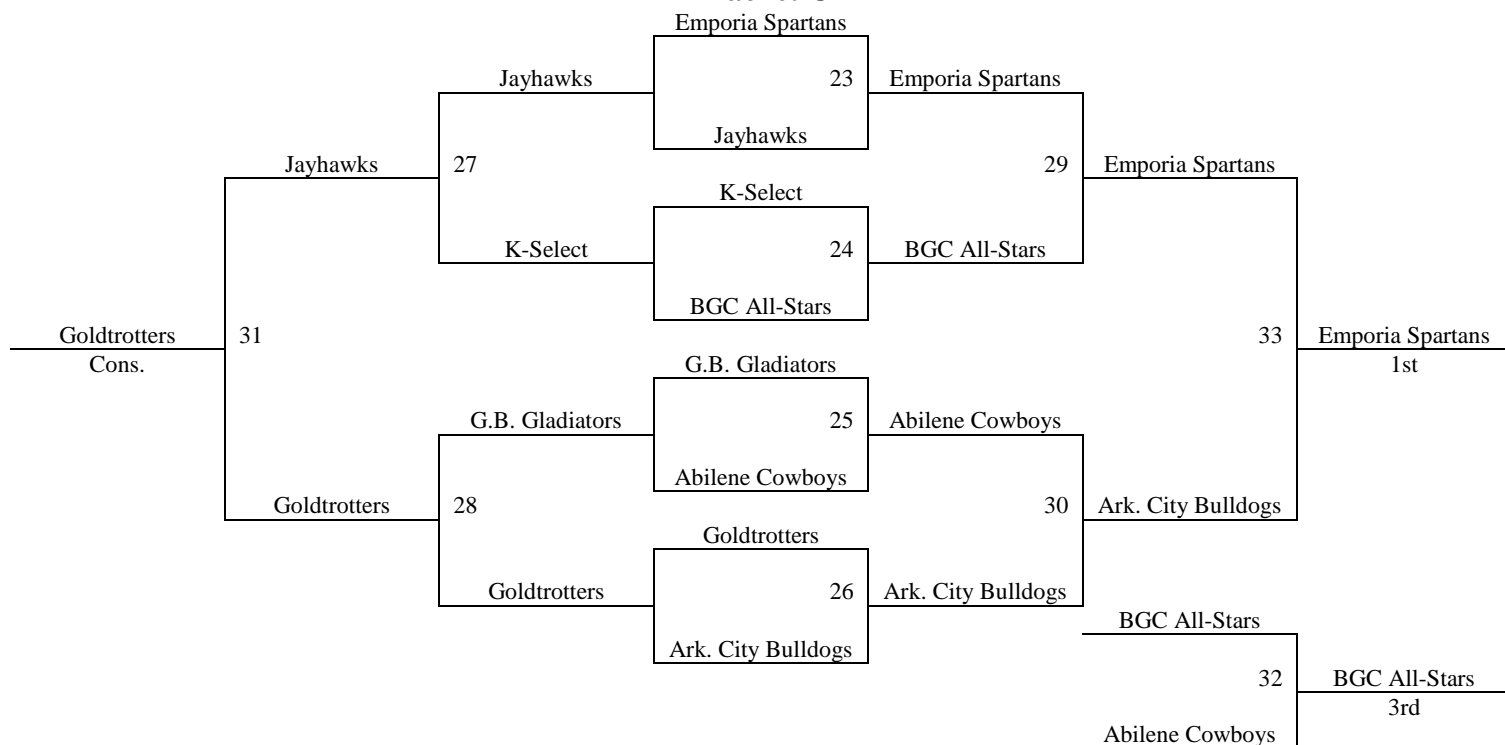 Emporia Spartans
Jayhawks
23
Emporia Spartans
Jayhawks
Jayhawks
27
29
Emporia Spartans
K-Select
K-Select
24
BGC All-Stars
BGC All-Stars
Goldtrotters
31
33
Emporia Spartans
Cons.
1st
G.B. Gladiators
G.B. Gladiators
25
Abilene Cowboys
Abilene Cowboys
Goldtrotters
28
30
Ark. City Bulldogs
Goldtrotters
Goldtrotters
26
Ark. City Bulldogs
BGC All-Stars
Ark. City Bulldogs
32
BGC All-Stars
3rd
Abilene Cowboys